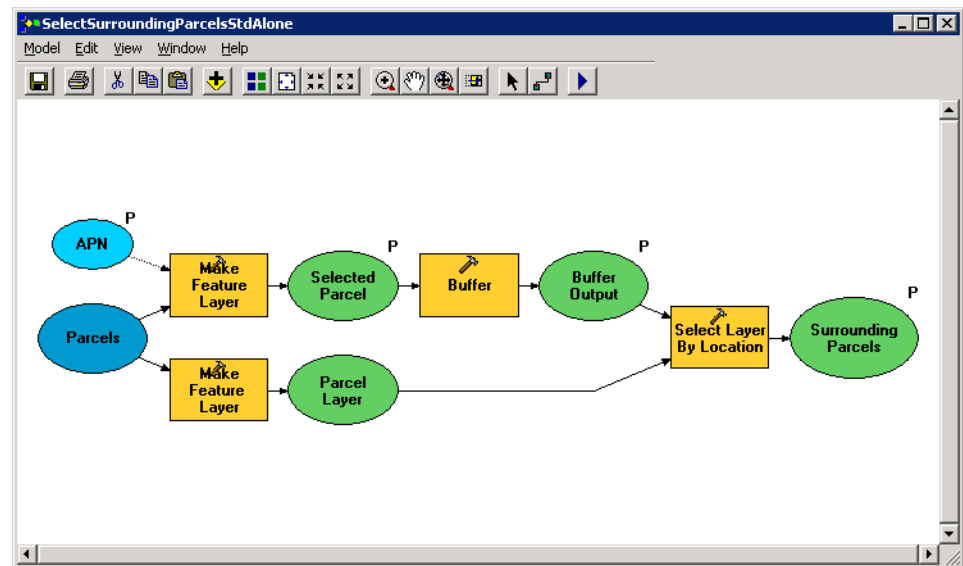 SelectSurroundingParcelsStdAlone
Model Edit View Window Help
P
APN
Make
Feature
Layer
P
Selected
Parcel
Buffer
P
Buffer
Output
Parcels
Select Layer
By Location
P
Surrounding
Parcels
Make
Feature
Layer
Parcel
Layer